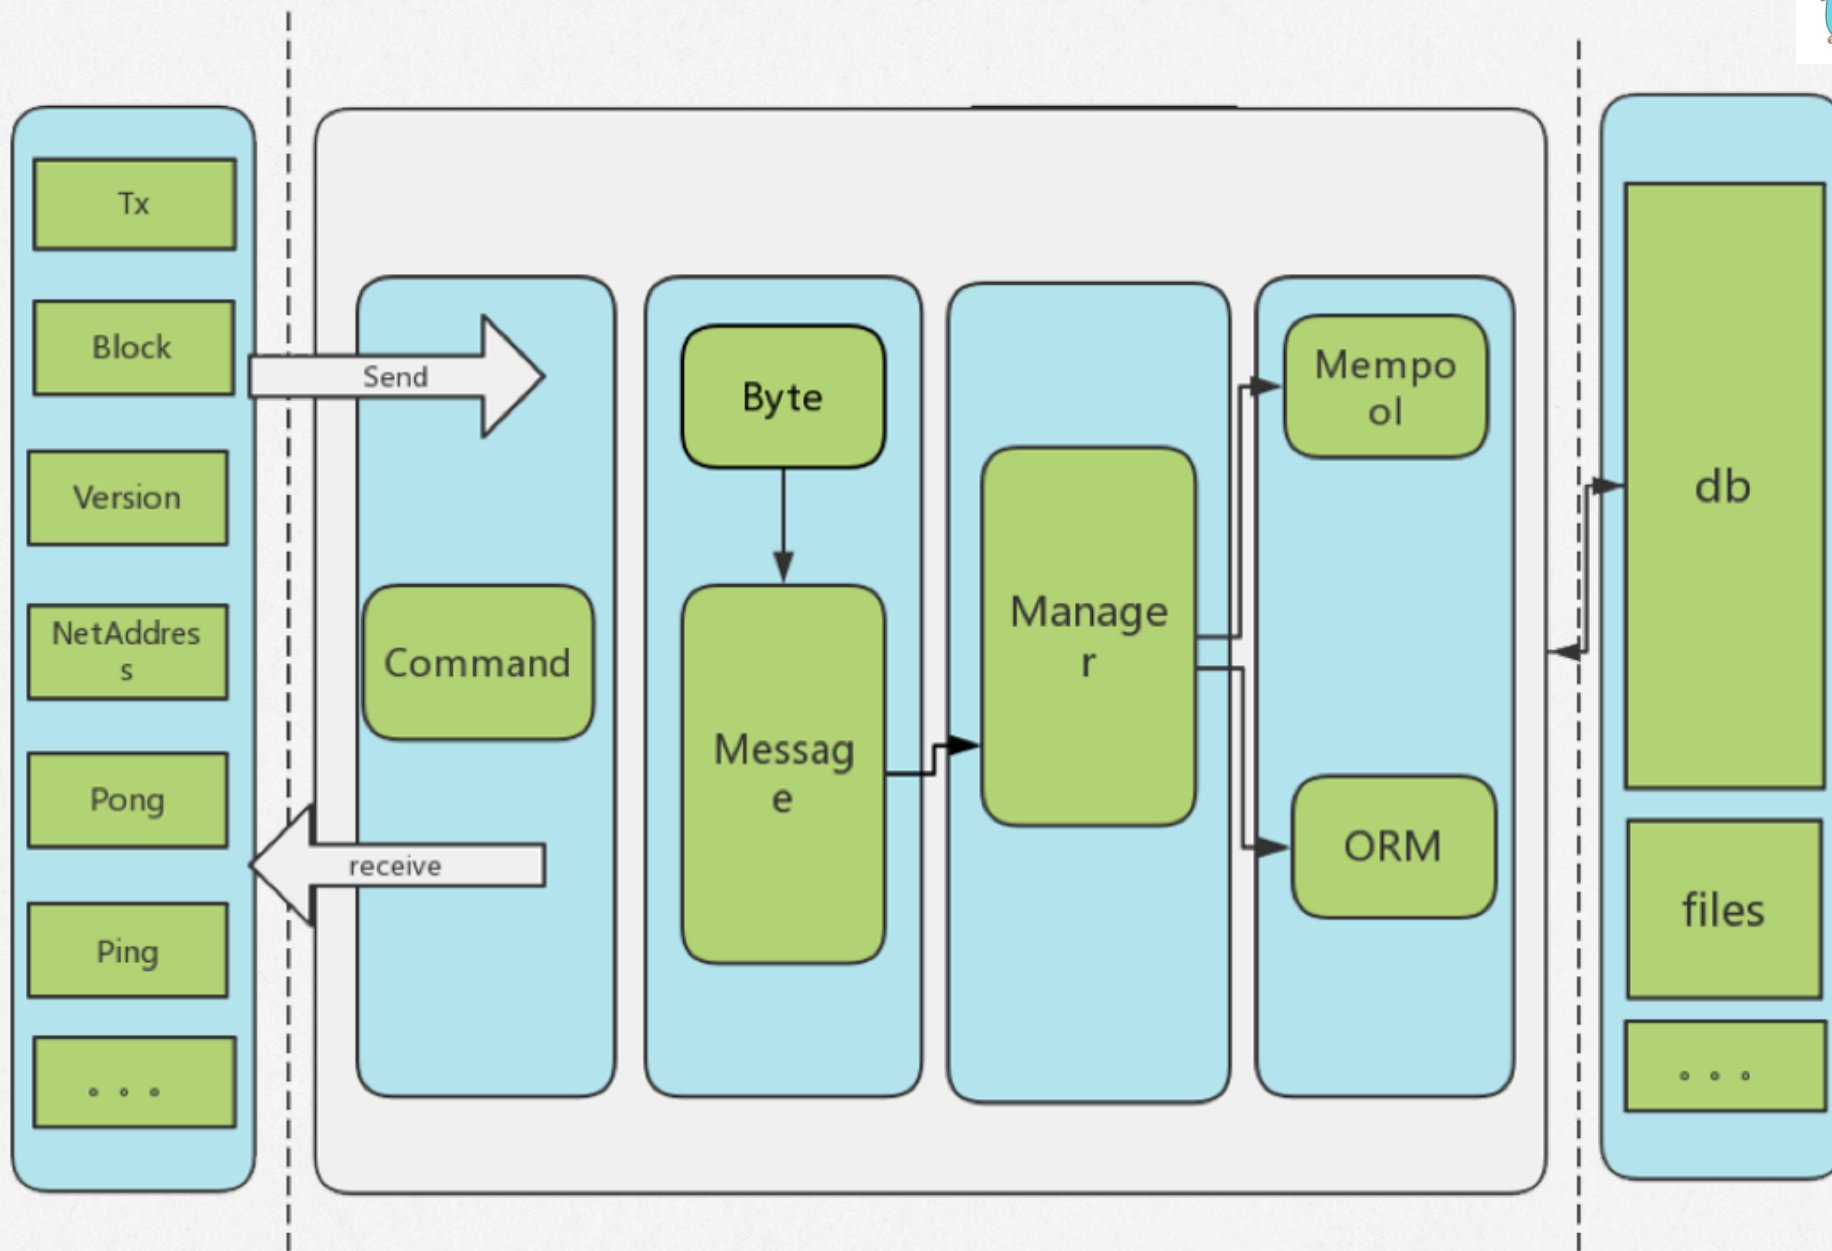 Tx
Block
Version
NetAddres
s
Pong
Ping
。。。
Send
Command
receive
Byte
Messag
e
Manage
r
Mempo
ol
ORM
db
files
。。。